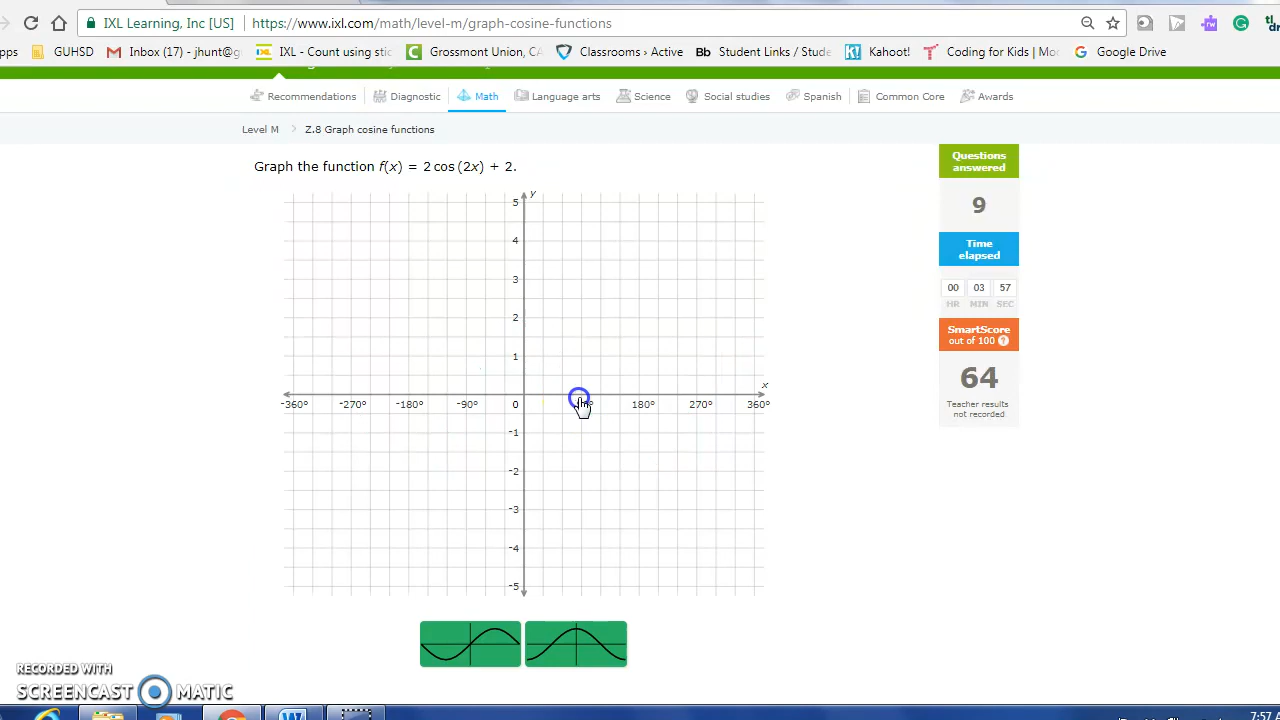 IXL Learning, Inc [US] https://www.ixl.com/math/level-m/graph-cosine-functions
pps GUHSD Inbox (17) - jhunt@g IXL - Count using stic Grossmont Union, CA Classrooms › Active Bb Student Links / Stude Kahoot! Coding for Kids | Mo Google Drive
Recommendations Diagnostic Math Language arts Science Social studies Spanish Common Core Awards
Level M > Z.8 Graph cosine functions
Graph the function f(x) = 2 cos (2x) + 2.
y
5
4
3
2
1
x
-360° -270° -180° -90° 0 180° 270° 360°
-1
-2
-3
-4
-5
Questions
answered
9
Time
elapsed
00 03 57
HR MIN SEC
SmartScore
out of 100 ?
64
Teacher results
not recorded
RECORDED WITH
SCREENCAST MATIC
7:57 A